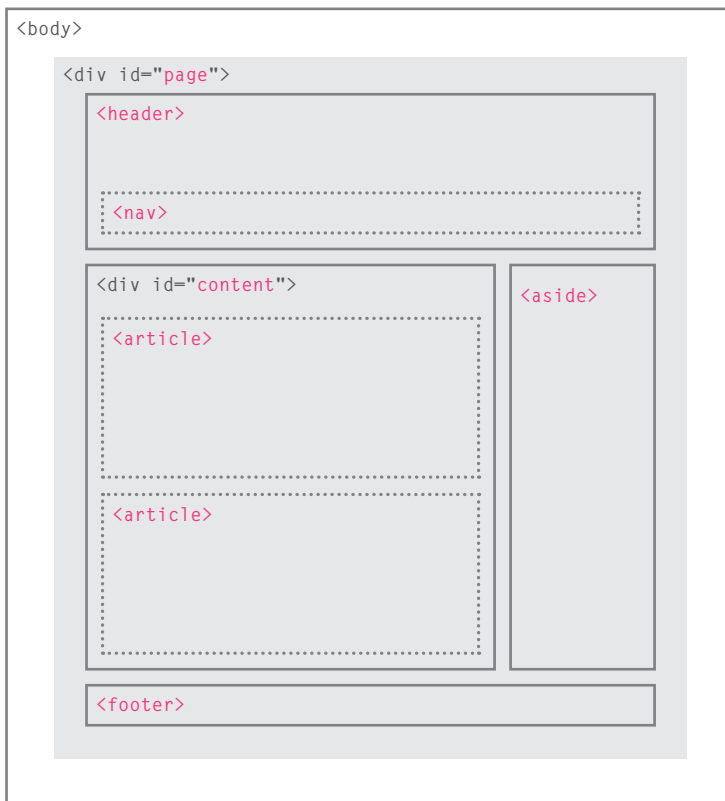 <body>
<div id="page">
<header>
<nav>
<div id="content">
<aside>
<article>
<article>
<footer>